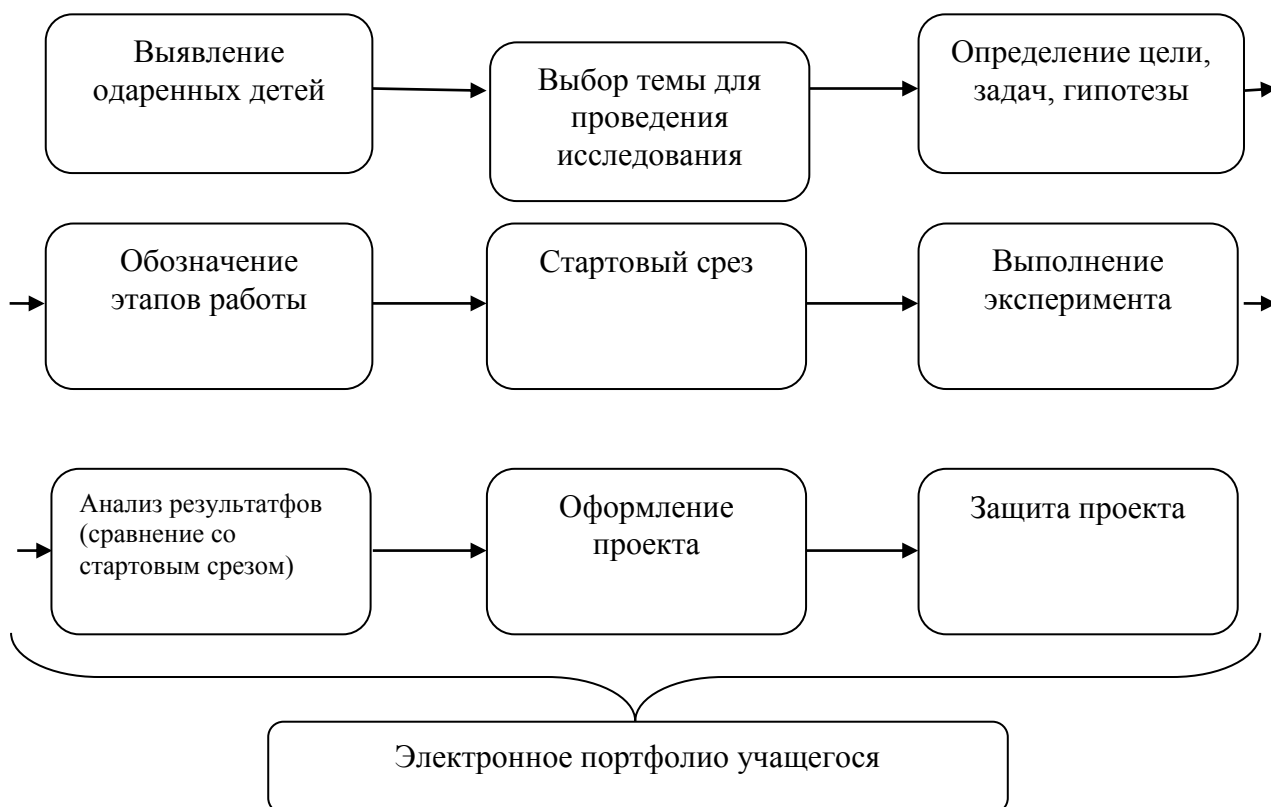 Выявление
одаренных детей
Выбор темы для
проведения
исследования
Определение цели,
задач, гипотезы
Обозначение
этапов работы
Стартовый срез
Выполнение
эксперимента
Анализ результатфов
(сравнение со
стартовым срезом)
Оформление
проекта
Защита проекта
Электронное портфолио учащегося